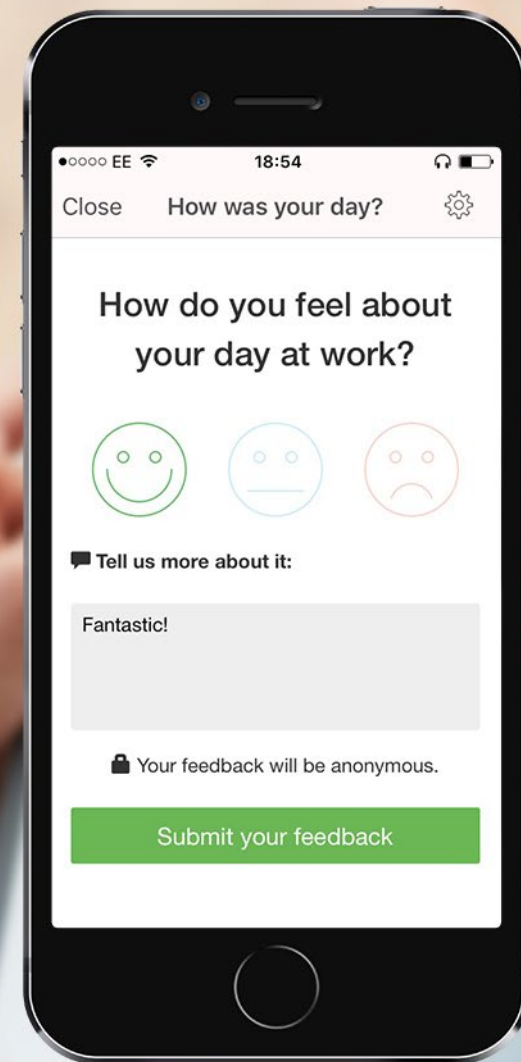 EE 18:54
Close How was your day?
How do you feel about
your day at work?
Tell us more about it:
Fantastic!
Your feedback will be anonymous.
Submit your feedback